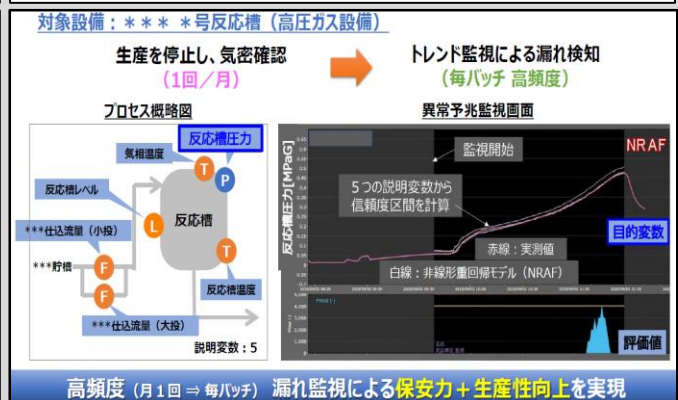 対象設備：＊＊＊ ＊号反応槽（高圧ガス設備）
生産を停止し、気密確認
（1回／月）
トレンド監視による漏れ検知
（毎バッチ 高頻度）
プロセス概略図
反応槽圧力
気相温度
T
P
反応槽レベル
L
反応槽
***仕込流量（小投）
***貯槽
F
F
T
反応槽温度
***仕込流量（大投）
説明変数：5
異常予兆監視画面
反応槽圧力[MPaG]
監視開始
NRAF
5つの説明変数から
信頼度区間を計算
目的変数
赤線：実測値
白線：非線形重回帰モデル（NRAF）
評価値
高頻度（月1回 ⇒ 毎バッチ）漏れ監視による保安力＋生産性向上を実現